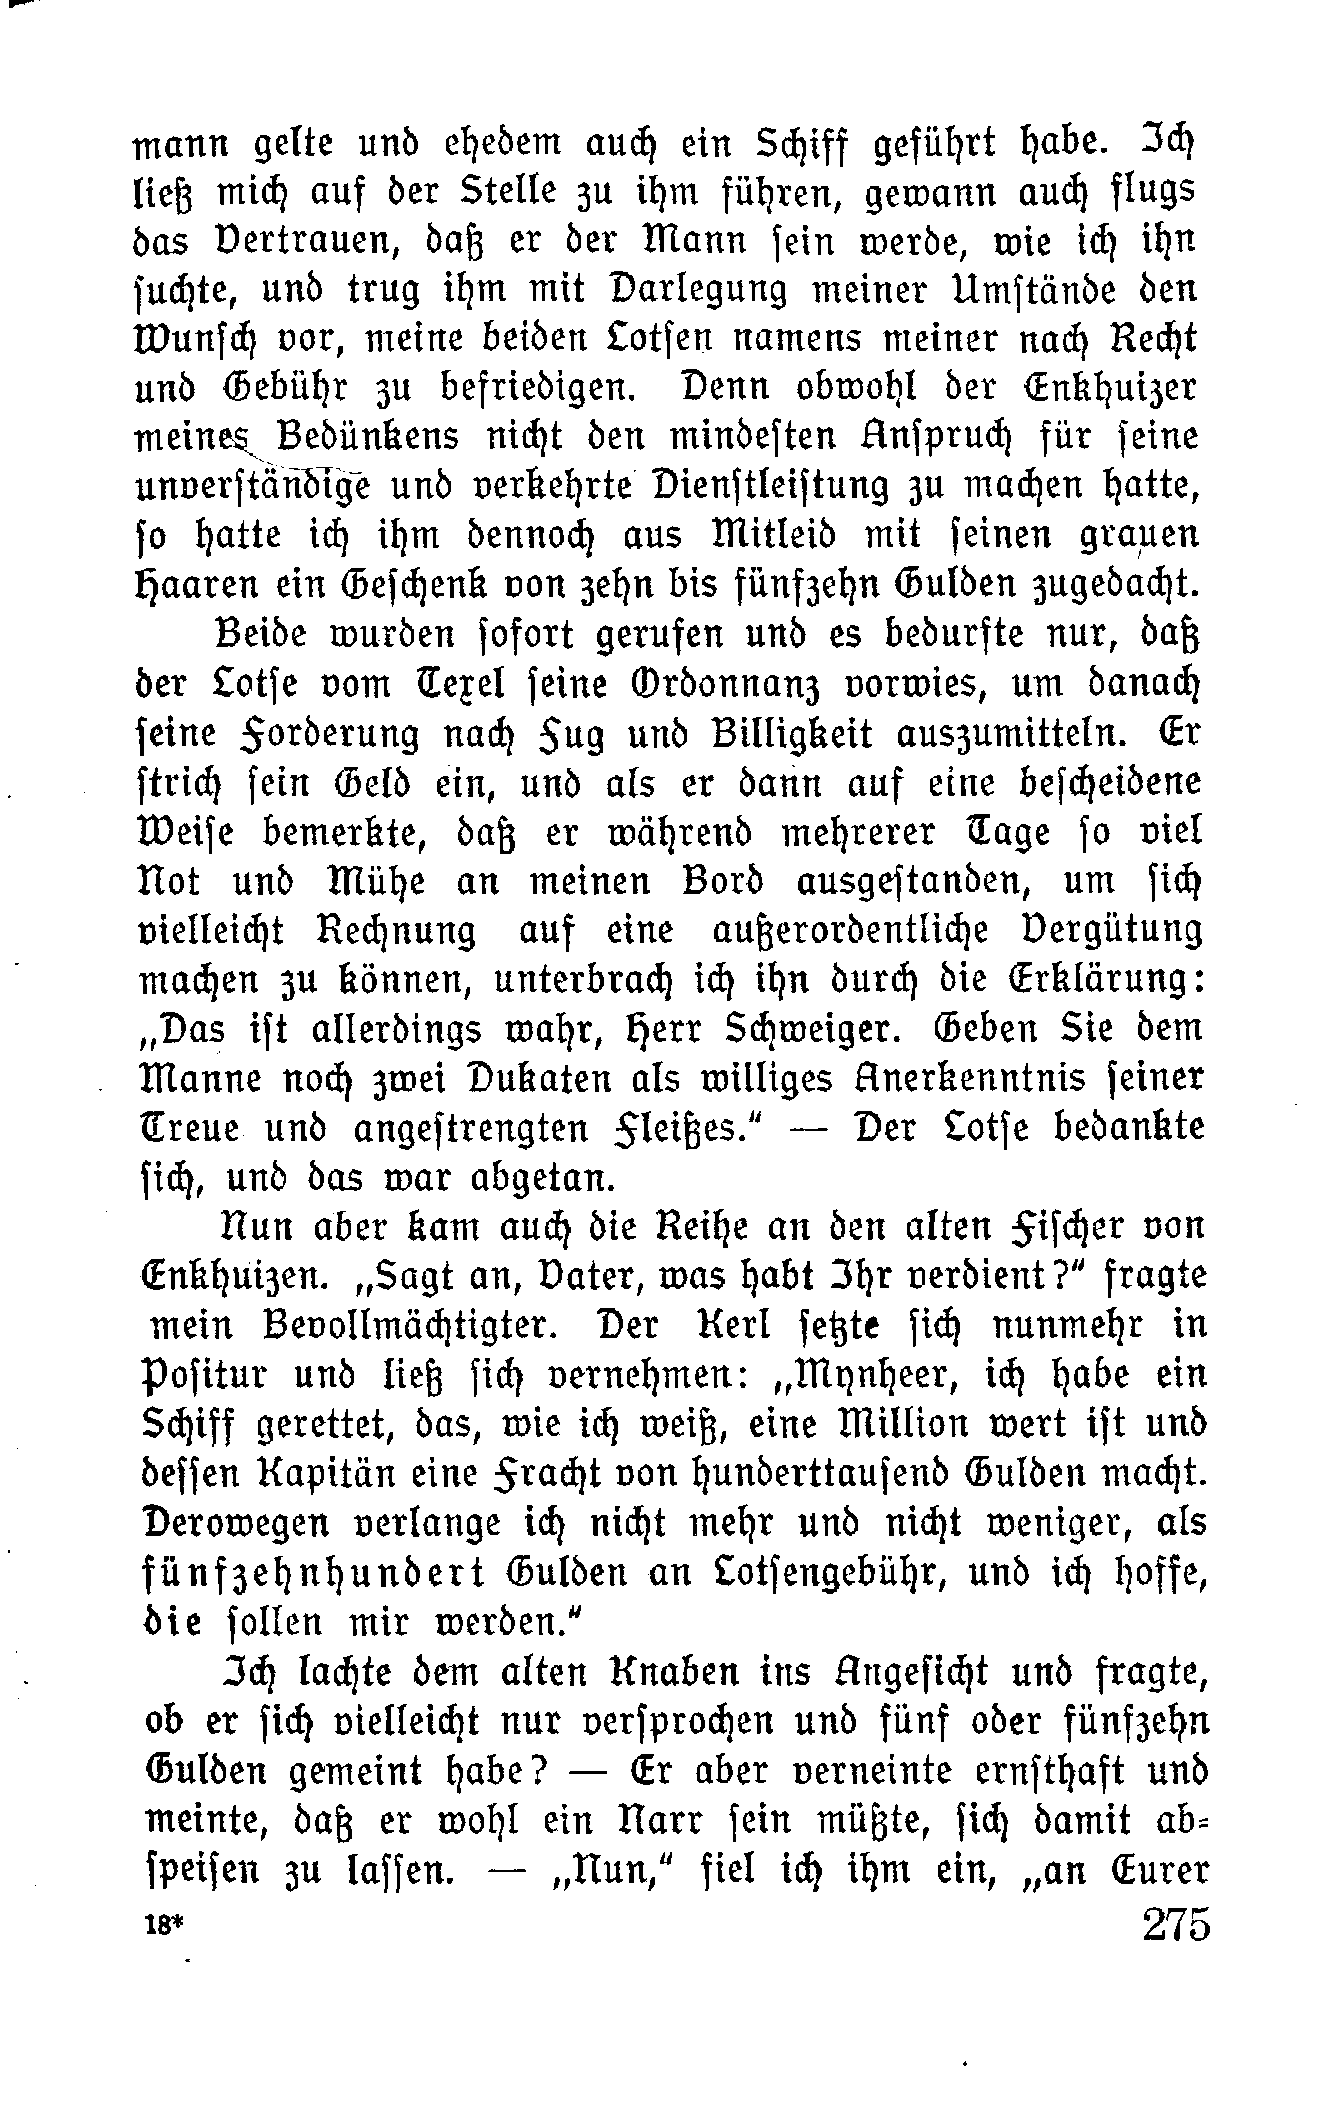 mann gelte und ehedem auch ein Schiff geführt habe. Ich
ließ mich auf der Stelle zu ihm führen, gewann auch flugs
das Vertrauen, daß er der Mann sein werde, wie ich ihn
suchte, und trug ihm mit Darlegung meiner Umstände den
Wunsch vor, meine beiden Lotsen namens meiner nach Recht
und Gebühr zu befriedigen. Denn obwohl der Enkhuizer
meines Bedünkens nicht den mindesten Anspruch für seine
unverständige und verkehrte Dienstleistung zu machen hatte,
so hatte ich ihm dennoch aus Mitleid mit seinen grauen
Haaren ein Geschenk von zehn bis fünfzehn Gulden zugedacht.
Beide wurden sofort gerufen und es bedurfte nur, daß
der Lotse vom Texel seine Ordonnanz vorwies, um danach
seine Forderung nach Fug und Billigkeit auszumitteln. Er
strich sein Geld ein, und als er dann auf eine bescheidene
Weise bemerkte, daß er während mehrerer Tage so viel
Not und Mühe an meinen Bord ausgestanden, um sich
vielleicht Rechnung auf eine außerordentliche Vergütung
machen zu können, unterbrach ich ihn durch die Erklärung:
„Das ist allerdings wahr, Herr Schweiger. Geben Sie dem
Manne noch zwei Dukaten als williges Anerkenntnis seiner
Treue und angestrengten Fleißes.“ — Der Lotse bedankte
sich, und das war abgetan.
Nun aber kam auch die Reihe an den alten Fischer von
Enkhuizen. „Sagt an, Vater, was habt Ihr verdient?“ fragte
mein Bevollmächtigter. Der Kerl setzte sich nunmehr in
Positur und ließ sich vernehmen: „Mynheer, ich habe ein
Schiff gerettet, das, wie ich weiß, eine Million wert ist und
dessen Kapitän eine Fracht von hunderttausend Gulden macht.
Derowegen verlange ich nicht mehr und nicht weniger, als
fünfzehnhundert Gulden an Lotsengebühr, und ich hoffe,
die sollen mir werden.“
Ich lachte dem alten Knaben ins Angesicht und fragte,
ob er sich vielleicht nur versprochen und fünf oder fünfzehn
Gulden gemeint habe? — Er aber verneinte ernsthaft und
meinte, daß er wohl ein Narr sein müßte, sich damit ab-
speisen zu lassen. — „Nun,“ fiel ich ihm ein, „an Eurer
18* 275